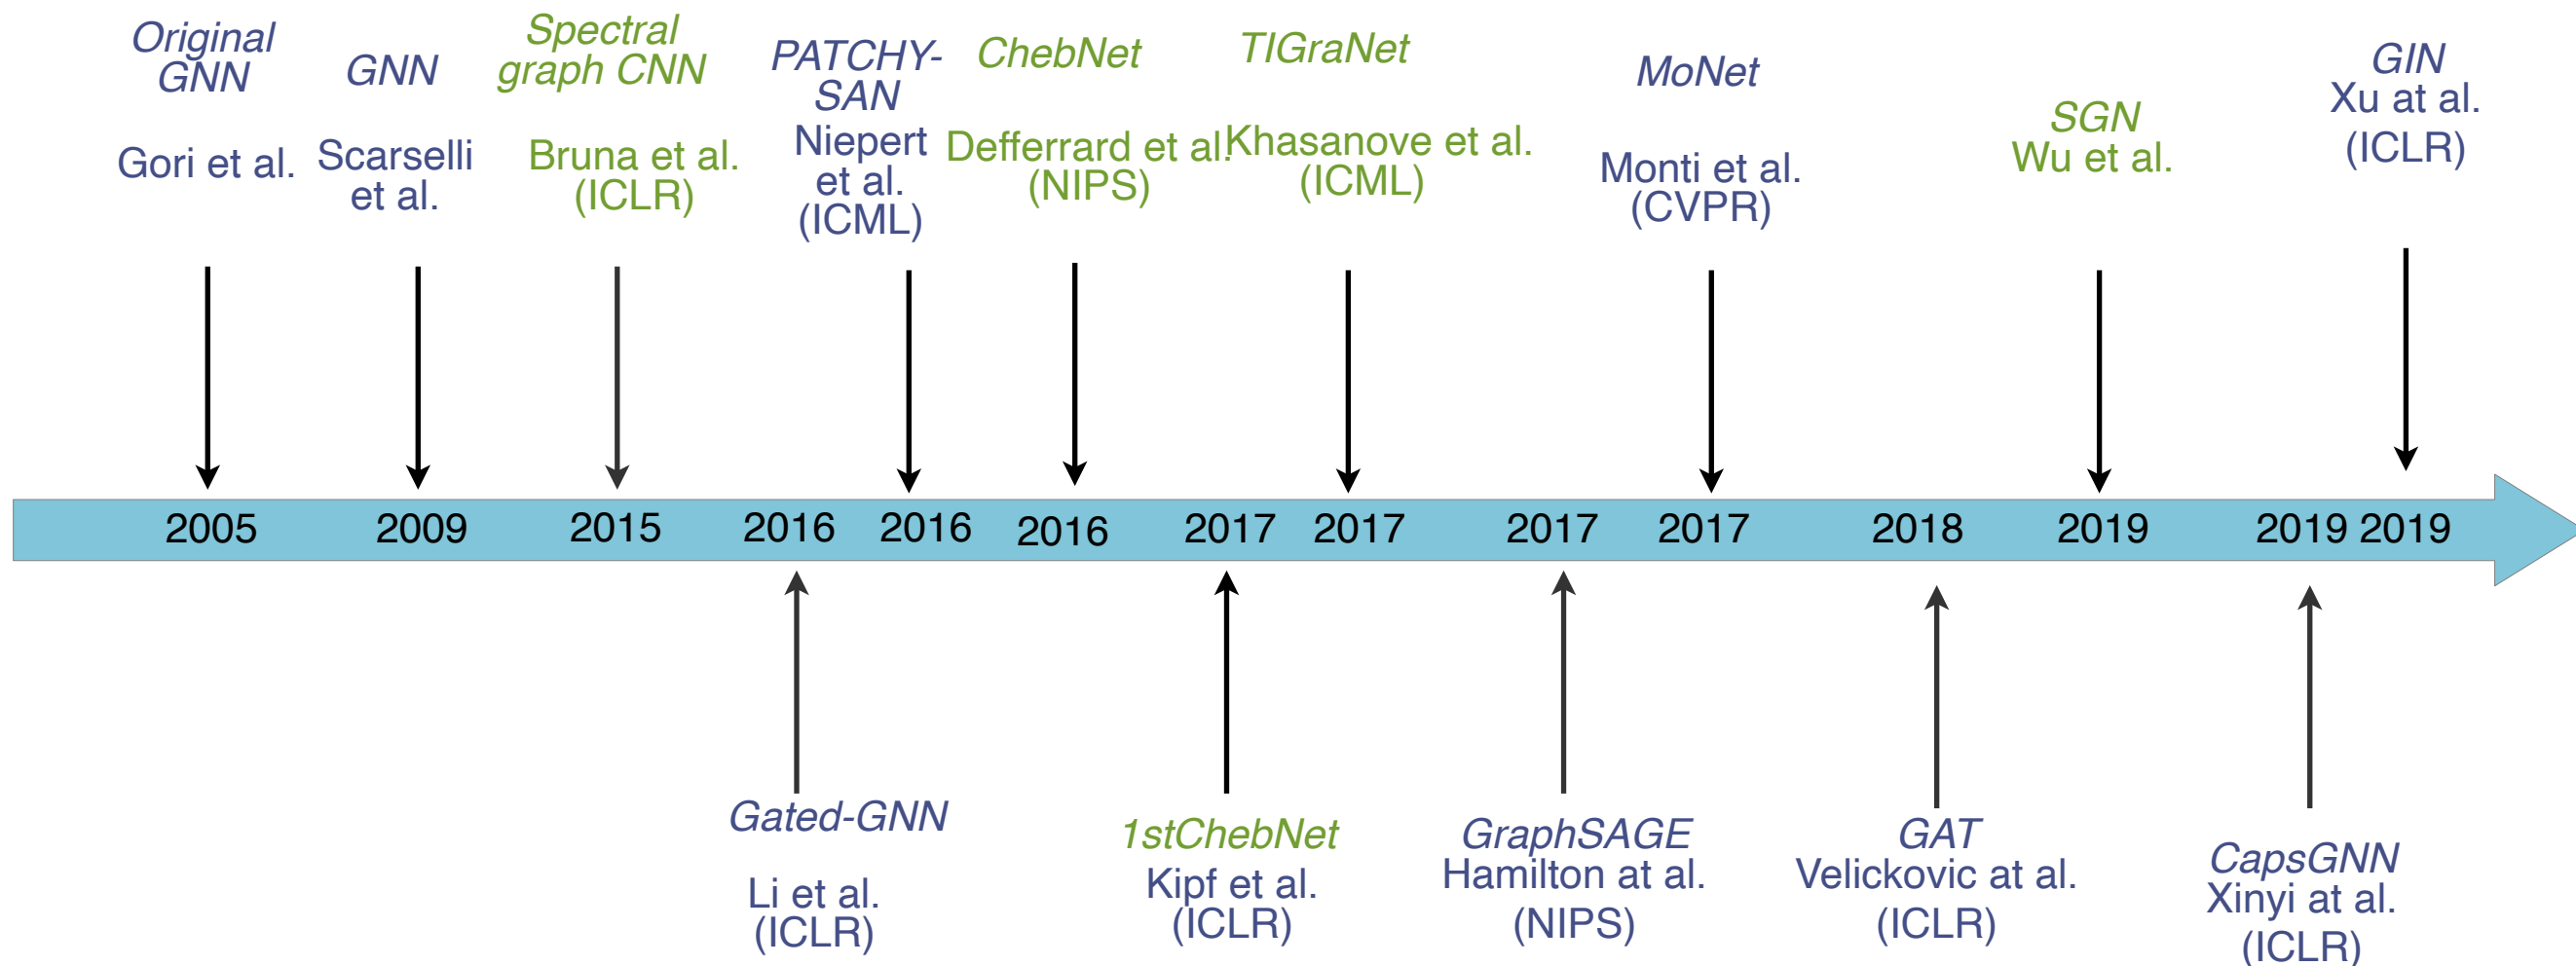 Original
GNN
Gori et al.
GNN
Scarselli
et al.
Spectral
graph CNN
Bruna et al.
(ICLR)
PATCHY-
SAN
Niepert
et al.
(ICML)
ChebNet
Defferrard et al.
(NIPS)
TIGraNet
Khasanove et al.
(ICML)
MoNet
Monti et al.
(CVPR)
SGN
Wu et al.
GIN
Xu at al.
(ICLR)
2005
2009
2015
2016
2016
2016
2017
2017
2017
2017
2018
2019
2019
2019
Gated-GNN
Li et al.
(ICLR)
1stChebNet
Kipf et al.
(ICLR)
GraphSAGE
Hamilton at al.
(NIPS)
GAT
Velickovic at al.
(ICLR)
CapsGNN
Xinyi at al.
(ICLR)